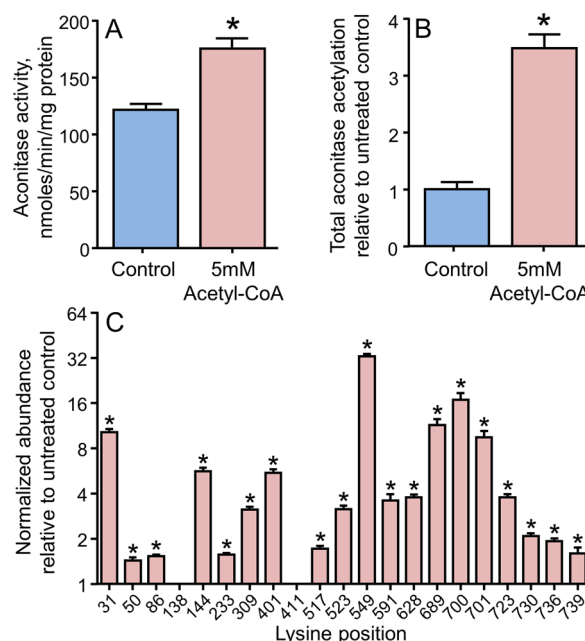 A
Aconitase activity,
nmoles/min/mg protein
200
150
100
50
0
*
Control
5mM
Acetyl-CoA
B
Total aconitase acetylation
relative to untreated control
4
3
2
1
0
*
Control
5mM
Acetyl-CoA
C
Normalized abundance
relative to untreated control
64
32
16
8
4
2
1
* * * * * * * * * * * * * * * * * * *
31 50 86 138 144 233 309 401 411 517 523 549 591 628 689 700 701 723 730 736 739
Lysine position